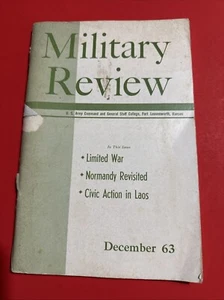 Military
Review
U. S. Army Command and General Staff College, Fort Leavenworth, Kansas
In This Issue
• Limited War
• Normandy Revisited
• Civic Action in Laos
December 63